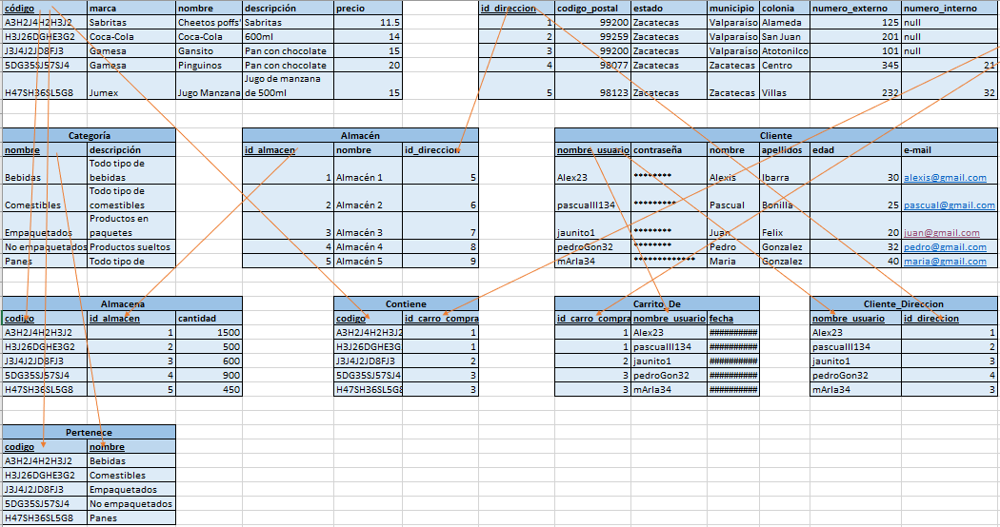 código marca nombre descripción precio id_direccion codigo_postal estado municipio colonia numero_externo numero_interno
A3H2J4H2H3J2 Sabritas Cheetos poffs' Sabritas 11.5 1 99200 Zacatecas Valparaíso Alameda 125 null
H3J26DGHE3G2 Coca-Cola Coca-Cola 600ml 14 2 99259 Zacatecas Valparaíso San Juan 201 null
J3J4J2JD8FJ3 Gamesa Gansito Pan con chocolate 15 3 99200 Zacatecas Valparaíso Atotonilco 101 null
5DG35SJ57SJ4 Gamesa Pinguinos Pan con chocolate 20 4 98077 Zacatecas Zacatecas Centro 345 21
Jugo de manzana
H47SH36SL5G8 Jumex Jugo Manzana de 500ml 15 5 98123 Zacatecas Zacatecas Villas 232 32
Categoría Almacén Cliente
nombre descripción id_almacen nombre id_direccion nombre_usuario contraseña nombre apellidos edad e-mail
Todo tipo de
Bebidas bebidas 1 Almacén 1 5 Alex23 ******** Alexis Ibarra 30 alexis@gmail.com
Todo tipo de
Comestibles comestibles 2 Almacén 2 6 pascualll134 ********* Pascual Bonilla 25 pascual@gmail.com
Productos en
Empaquetados paquetes 3 Almacén 3 7 jaunito1 ******** Juan Felix 20 juan@gmail.com
No empaquetados Productos sueltos 4 Almacén 4 8 pedroGon32 ******** Pedro Gonzalez 32 pedro@gmail.com
Panes Todo tipo de 5 Almacén 5 9 mArla34 ************* Maria Gonzalez 40 maria@gmail.com
Almacena Contiene Carrito_De Cliente_Direccion
codigo id_almacen cantidad codigo id_carro_compra id_carro_compra nombre_usuario fecha nombre_usuario id_direccion
A3H2J4H2H3J2 1 1500 A3H2J4H2H3J2 1 1 Alex23 ########## Alex23 1
H3J26DGHE3G2 2 500 H3J26DGHE3G 1 1 pascualll134 ########## pascualll134 2
J3J4J2JD8FJ3 3 600 J3J4J2JD8FJ3 2 2 jaunito1 ########## jaunito1 3
5DG35SJ57SJ4 4 900 5DG35SJ57SJ4 3 3 pedroGon32 ########## pedroGon32 4
H47SH36SL5G8 5 450 H47SH36SL5G8 3 3 mArla34 ########## mArla34 3
Pertenece
codigo nombre
A3H2J4H2H3J2 Bebidas
H3J26DGHE3G2 Comestibles
J3J4J2JD8FJ3 Empaquetados
5DG35SJ57SJ4 No empaquetados
H47SH36SL5G8 Panes